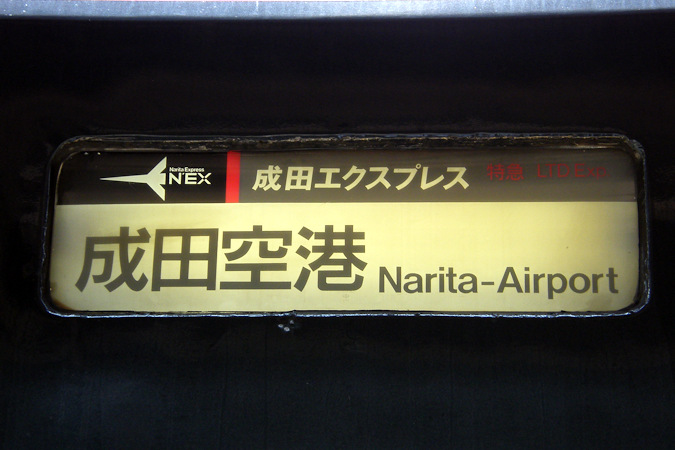 Narita Express
NEX
成田エクスプレス 特急 LTD.Exp
成田空港 Narita-Airport